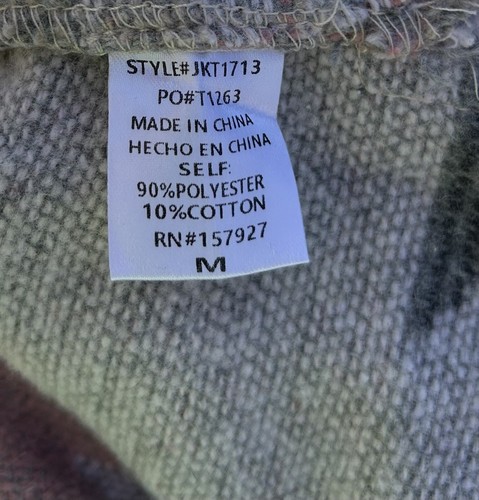 STYLE#JKT1713
PO#T1263
MADE IN CHINA
HECHO EN CHINA
SELF:
90%POLYESTER
10%COTTON
RN#157927
M